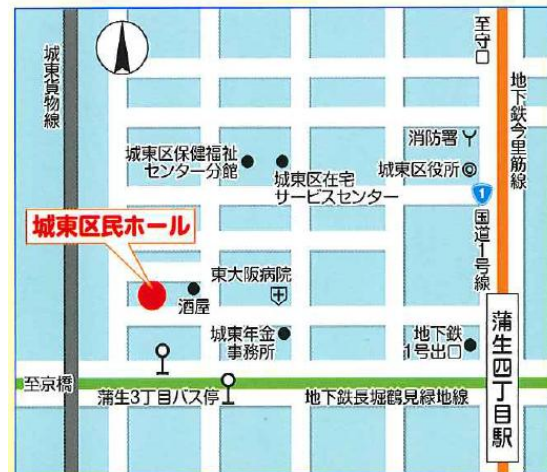 城東貨物線
至守口
地下鉄今里筋線
消防署
城東区役所
城東区保健福祉
センター分館
城東区在宅
サービスセンター
1
国道1号線
城東区民ホール
東大阪病院
酒屋
城東年金
事務所
地下鉄
1号出口
蒲生四丁目駅
至京橋
蒲生3丁目バス停
地下鉄長堀鶴見緑地線